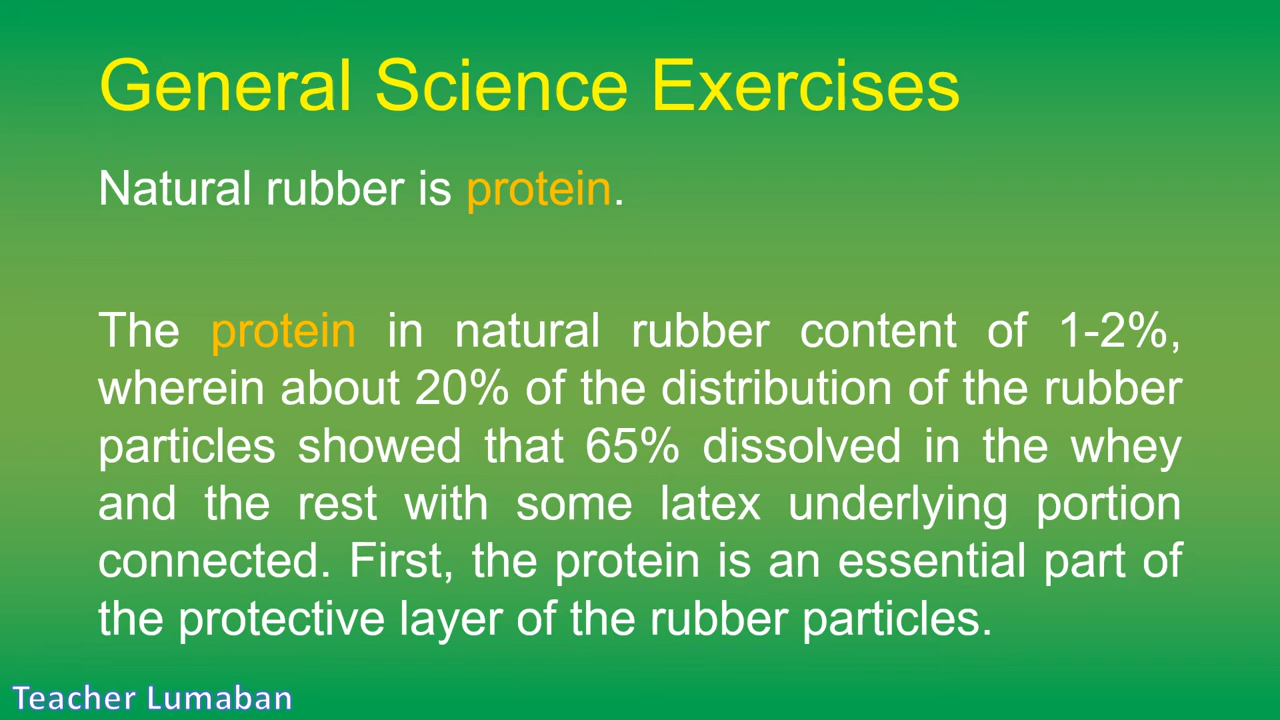 General Science Exercises
Natural rubber is protein.
The protein in natural rubber content of 1-2%,
wherein about 20% of the distribution of the rubber
particles showed that 65% dissolved in the whey
and the rest with some latex underlying portion
connected. First, the protein is an essential part of
the protective layer of the rubber particles.
Teacher Lumaban